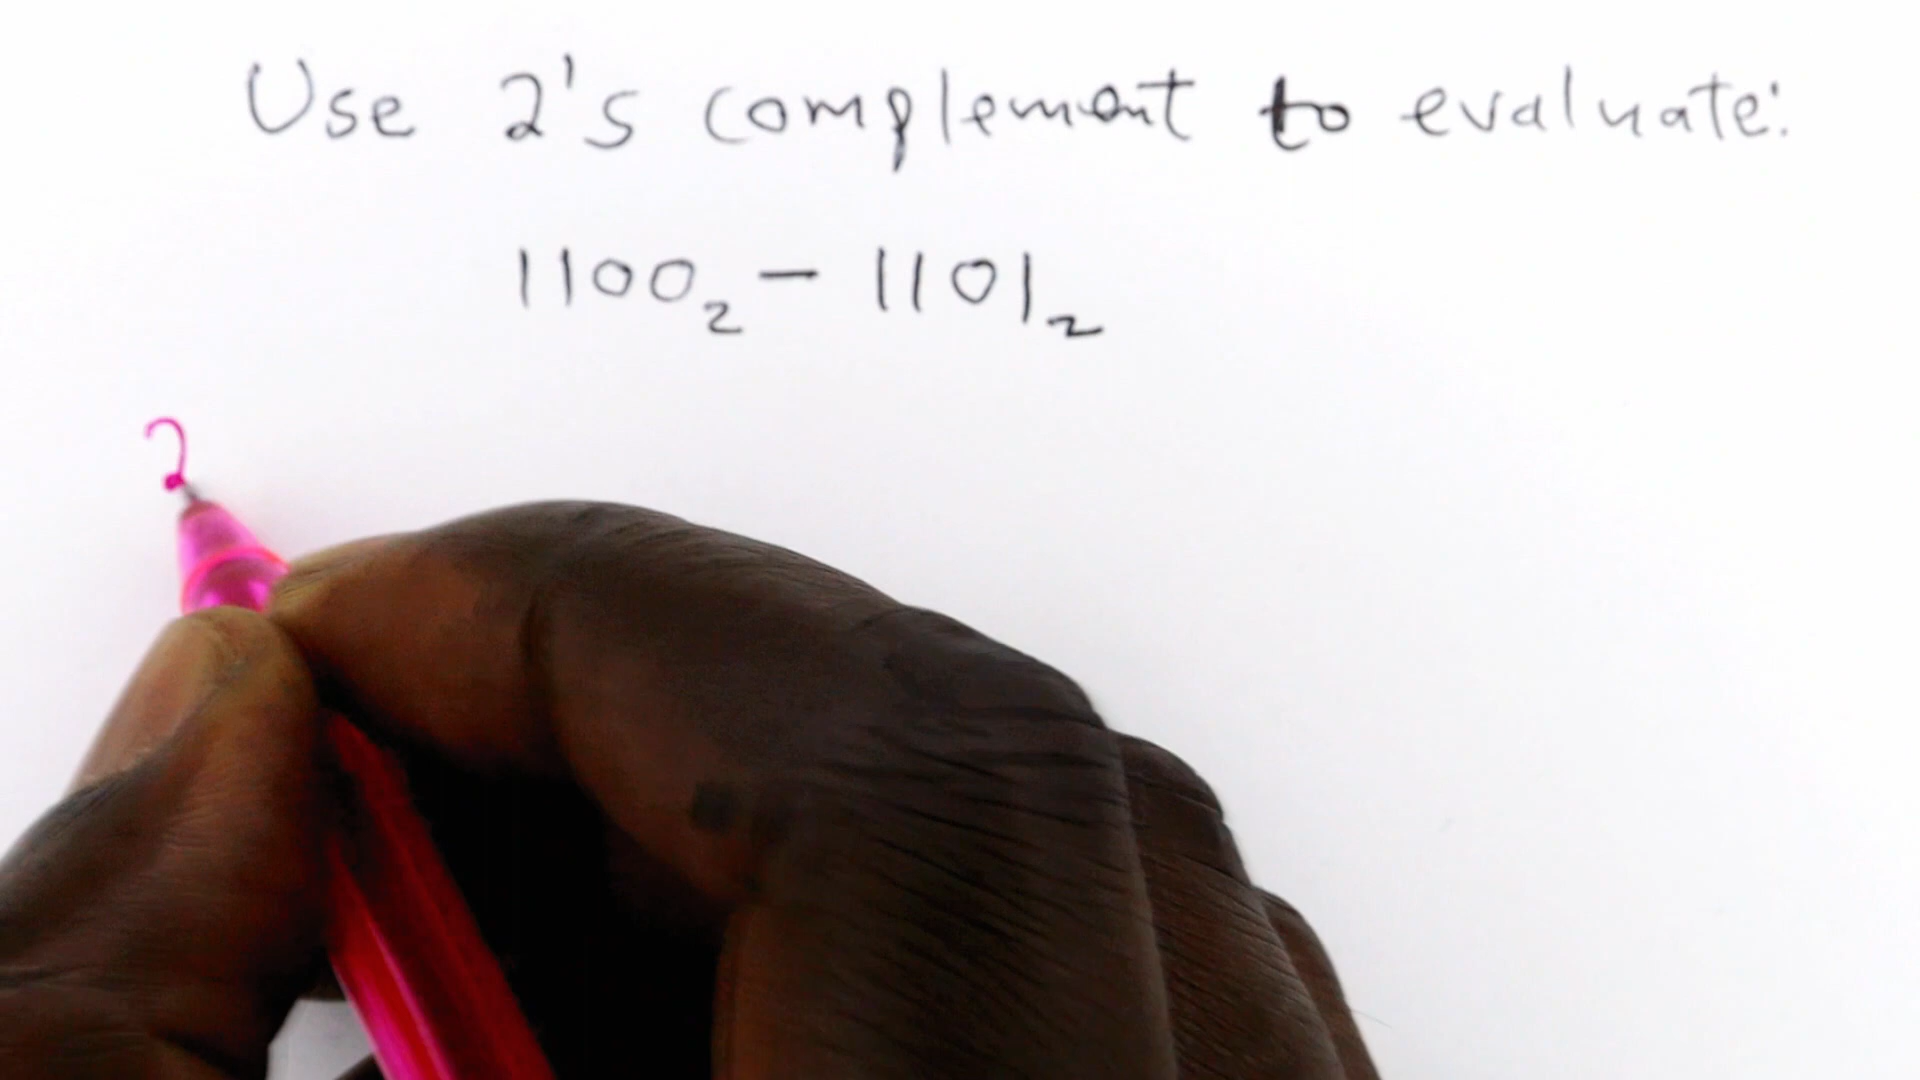 Use 2's complement to evaluate:
1100₂ - 1101₂
2